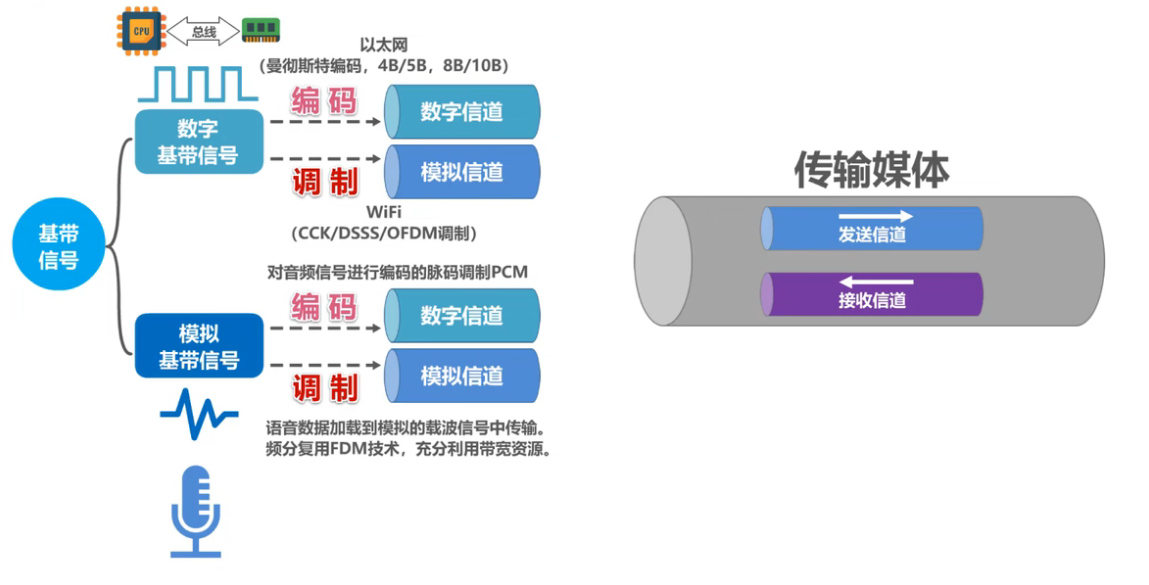 CPU
总线
以太网
（曼彻斯特编码，4B/5B，8B/10B）
编码
数字信道
数字
基带信号
调制
模拟信道
WiFi
（CCK/DSSS/OFDM调制）
基带
信号
对音频信号进行编码的脉码调制PCM
编码
数字信道
模拟
基带信号
调制
模拟信道
语音数据加载到模拟的载波信号中传输。
频分复用FDM技术，充分利用带宽资源。
传输媒体
发送信道
接收信道